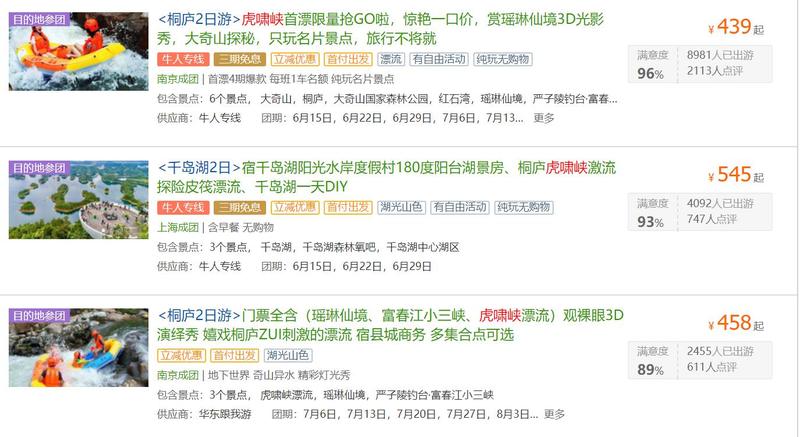 目的地参团
<桐庐2日游>虎啸峡首漂限量抢GO啦，惊艳一口价，赏瑶琳仙境3D光影
秀，大奇山探秘，只玩名片景点，旅行不将就
¥ 439起
牛人专线 三期免息 立减优惠 首付出发 漂流 有自由活动 纯玩无购物
满意度 8981人已出游
96% 2113人点评
南京成团 | 首漂4期爆款 每班1车名额 纯玩名片景点
包含景点：6个景点，大奇山，桐庐，大奇山国家森林公园，红石湾，瑶琳仙境，严子陵钓台·富春...
供应商：牛人专线 团期：6月15日，6月22日，6月29日，7月6日，7月13... 更多
目的地参团
<千岛湖2日>宿千岛湖阳光水岸度假村180度阳台湖景房、桐庐虎啸峡激流
探险皮筏漂流、千岛湖一天DIY
¥ 545起
牛人专线 三期免息 立减优惠 首付出发 湖光山色 有自由活动 纯玩无购物
满意度 4092人已出游
93% 747人点评
上海成团 | 含早餐 无购物
包含景点：3个景点，千岛湖，千岛湖森林氧吧，千岛湖中心湖区
供应商：牛人专线 团期：6月15日，6月22日，6月29日
目的地参团
<桐庐2日游>门票全含（瑶琳仙境、富春江小三峡、虎啸峡漂流）观裸眼3D
演绎秀 嬉戏桐庐ZUI刺激的漂流 宿县城商务 多集合点可选
¥ 458起
立减优惠 首付出发 湖光山色
满意度 2455人已出游
89% 611人点评
南京成团 | 地下世界 奇山异水 精彩灯光秀
包含景点：3个景点，虎啸峡漂流，瑶琳仙境，严子陵钓台·富春江小三峡
供应商：华东跟我游 团期：7月6日，7月13日，7月20日，7月27日，8月3日... 更多